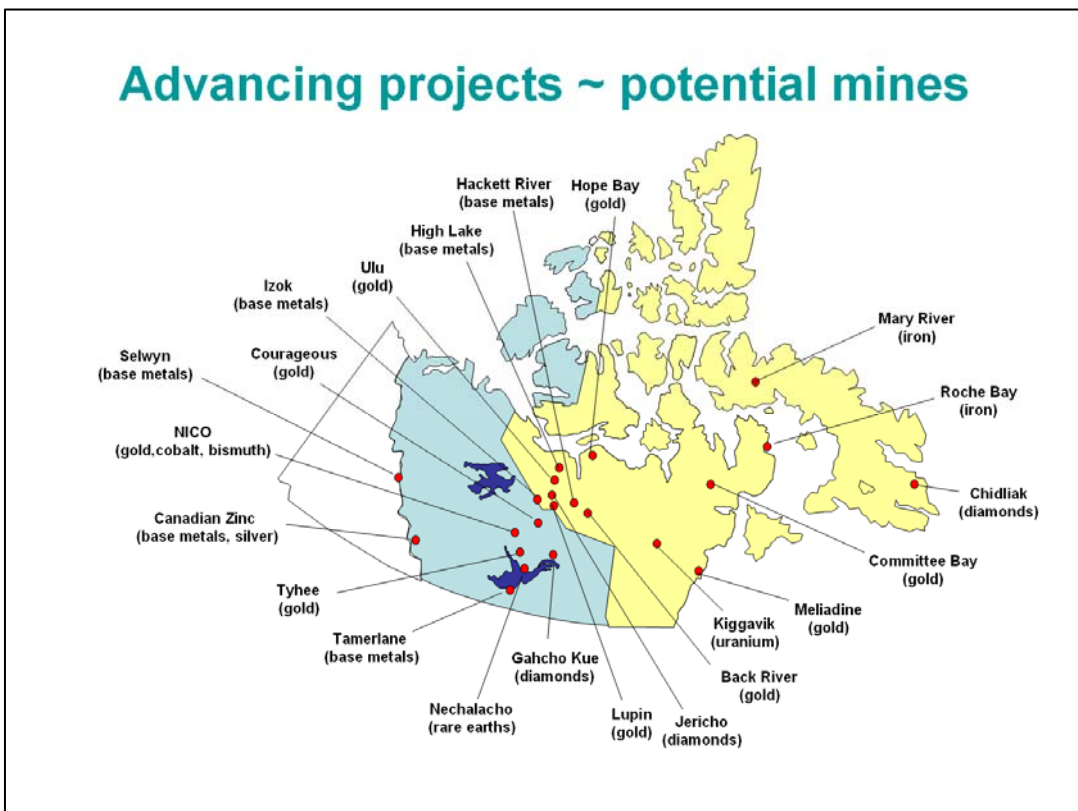 Advancing projects ~ potential mines
Hackett River
(base metals)
Hope Bay
(gold)
High Lake
(base metals)
Ulu
(gold)
Izok
(base metals)
Courageous
(gold)
Selwyn
(base metals)
NICO
(gold,cobalt, bismuth)
Canadian Zinc
(base metals, silver)
Tyhee
(gold)
Tamerlane
(base metals)
Nechalacho
(rare earths)
Gahcho Kue
(diamonds)
Lupin
(gold)
Jericho
(diamonds)
Back River
(gold)
Kiggavik
(uranium)
Meliadine
(gold)
Committee Bay
(gold)
Chidliak
(diamonds)
Roche Bay
(iron)
Mary River
(iron)